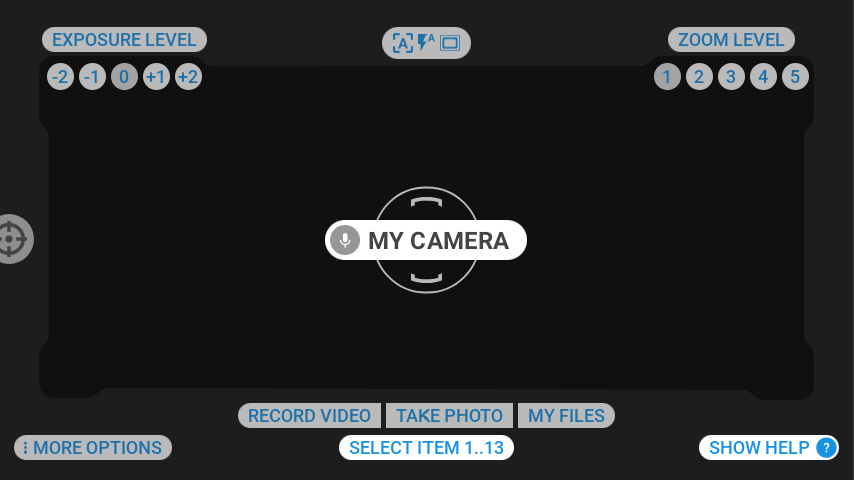 EXPOSURE LEVEL
A A
ZOOM LEVEL
-2 -1 0 +1 +2
1 2 3 4 5
MY CAMERA
RECORD VIDEO TAKE PHOTO MY FILES
MORE OPTIONS
SELECT ITEM 1..13
SHOW HELP ?